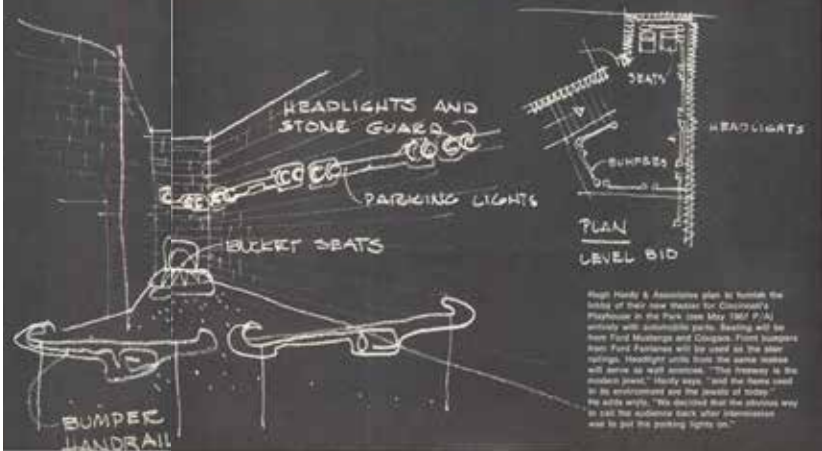 HEADLIGHTS AND
STONE GUARD
PARKING LIGHTS
BUCKET SEATS
BUMPER
HANDRAIL
SEATS
HEADLIGHTS
BUMPERS
PLAN
LEVEL BID
Hugh Hardy & Associates plan to furnish the
lobby of their new theater for Cincinnati's
Playhouse in the Park (see May 1967 P/A)
entirely with automobile parts. Seating will be
from Ford Mustangs and Cougars. Front bumpers
from Ford Fairlanes will be used as the stair
railings. Headlight units from the same makes
will serve as wall sconces. "The freeway is the
modern jewel," Hardy says, "and the items used
in its environment are the jewels of today."
He adds wryly, "We decided that the obvious way
to call the audience back after intermission
was to put the parking lights on."